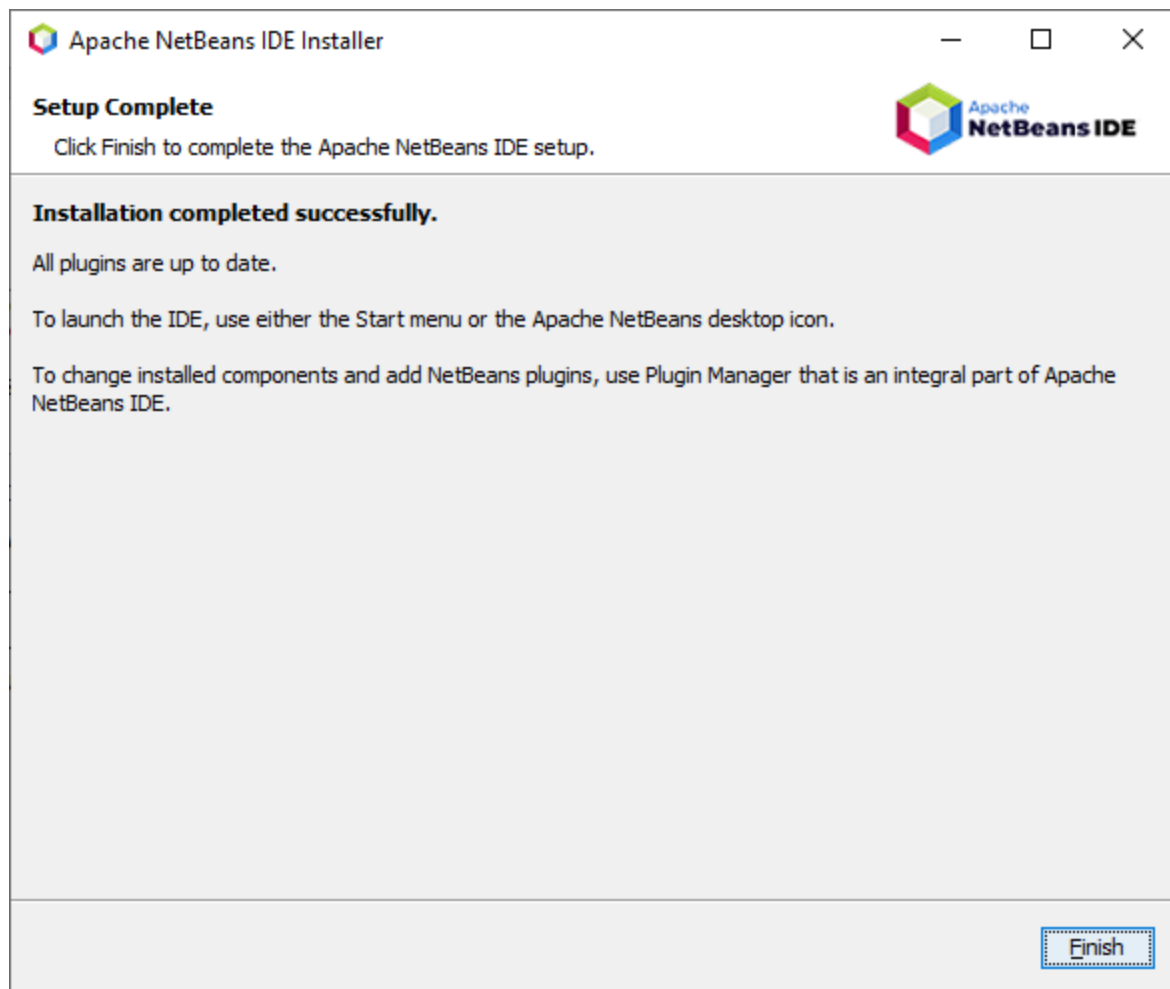 Apache NetBeans IDE Installer
Setup Complete
Click Finish to complete the Apache NetBeans IDE setup.
Apache
NetBeans IDE
Installation completed successfully.
All plugins are up to date.
To launch the IDE, use either the Start menu or the Apache NetBeans desktop icon.
To change installed components and add NetBeans plugins, use Plugin Manager that is an integral part of Apache
NetBeans IDE.
Finish